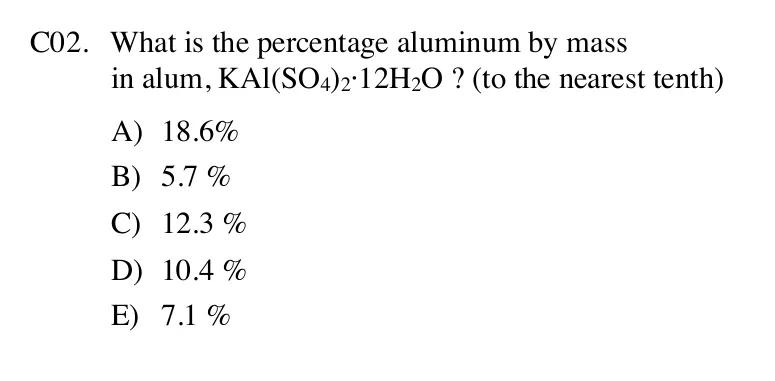 C02. What is the percentage aluminum by mass
in alum, KAl(SO₄)₂·12H₂O ? (to the nearest tenth)
A) 18.6%
B) 5.7 %
C) 12.3 %
D) 10.4 %
E) 7.1 %